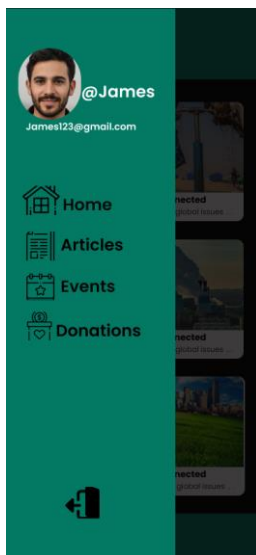 @James
James123@gmail.com
Home
Articles
Events
Donations
nected
global issues ...
nected
global issues ...
nected
global issues ...